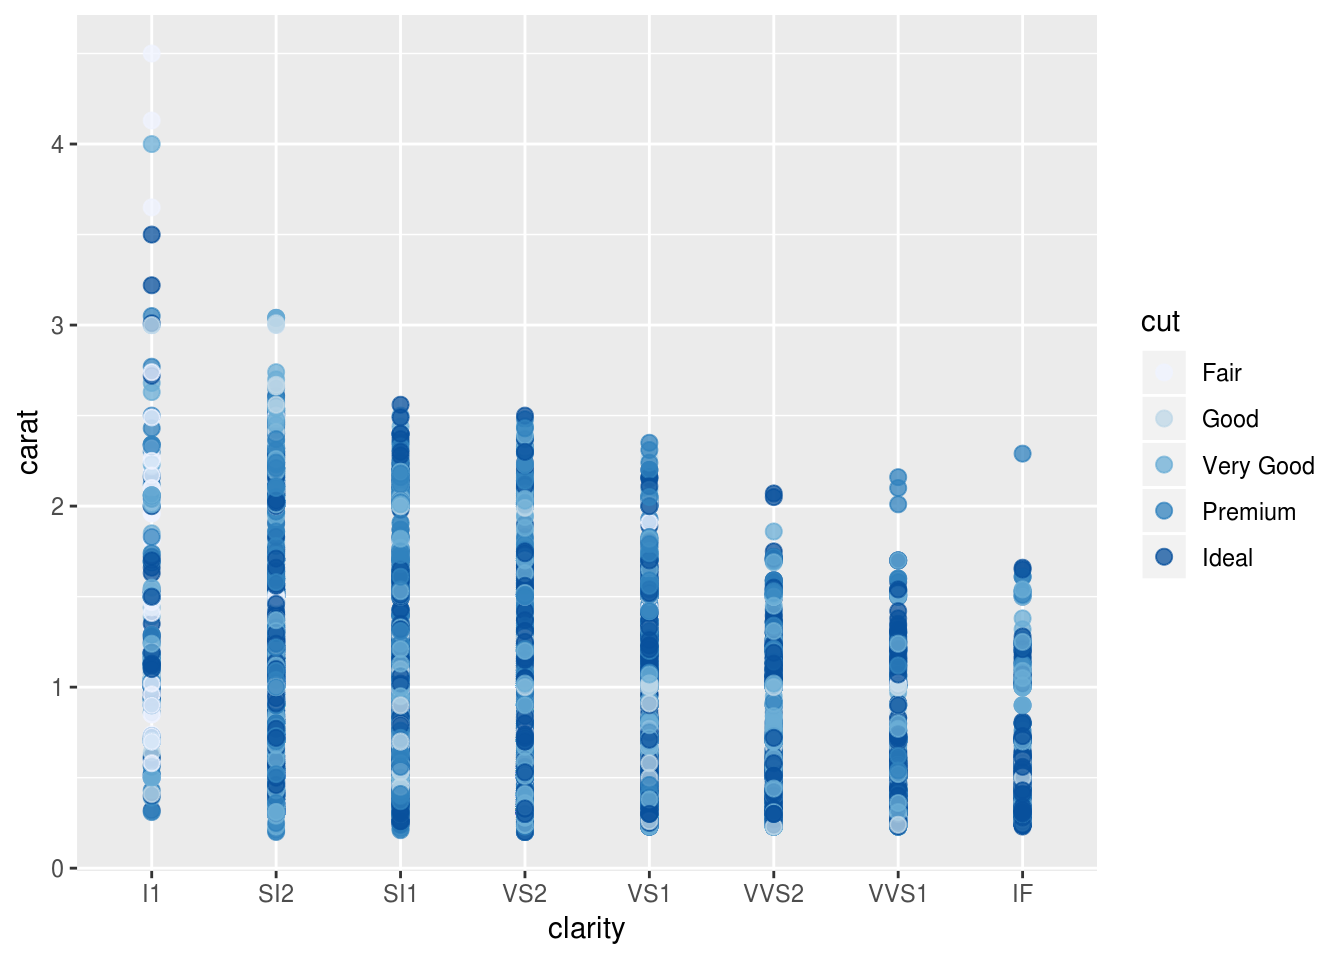 carat
4
3
2
1
0
I1 SI2 SI1 VS2 VS1 VVS2 VVS1 IF
clarity
cut
Fair
Good
Very Good
Premium
Ideal